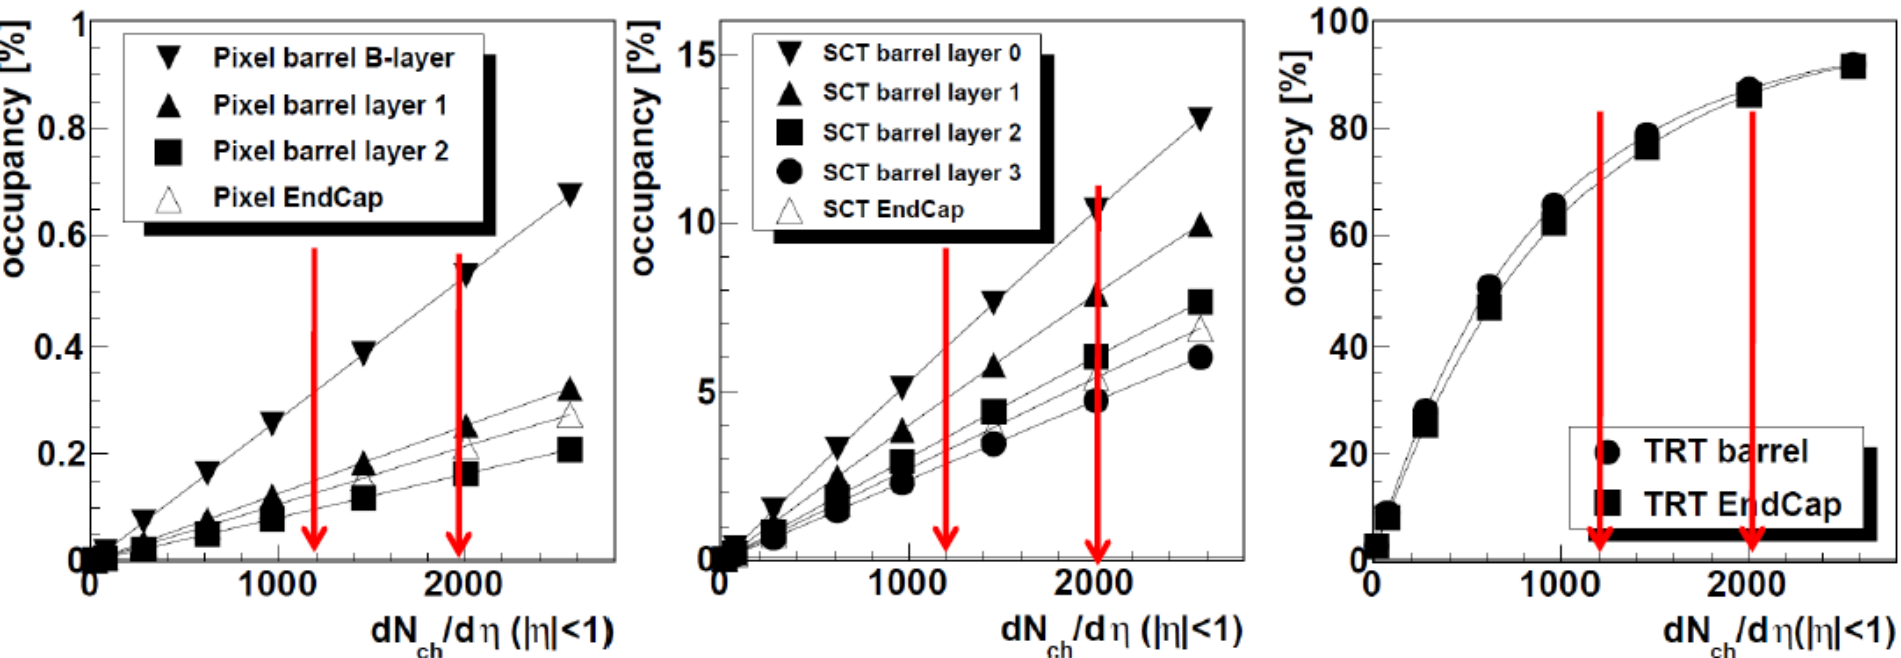 occupancy [%]
1
0.8
0.6
0.4
0.2
0
Pixel barrel B-layer
Pixel barrel layer 1
Pixel barrel layer 2
Pixel EndCap
0 1000 2000
dNch/dη (|η|<1)
occupancy [%]
15
10
5
0
SCT barrel layer 0
SCT barrel layer 1
SCT barrel layer 2
SCT barrel layer 3
SCT EndCap
0 1000 2000
dNch/dη (|η|<1)
occupancy [%]
100
80
60
40
20
0
TRT barrel
TRT EndCap
0 1000 2000
dNch/dη(|η|<1)